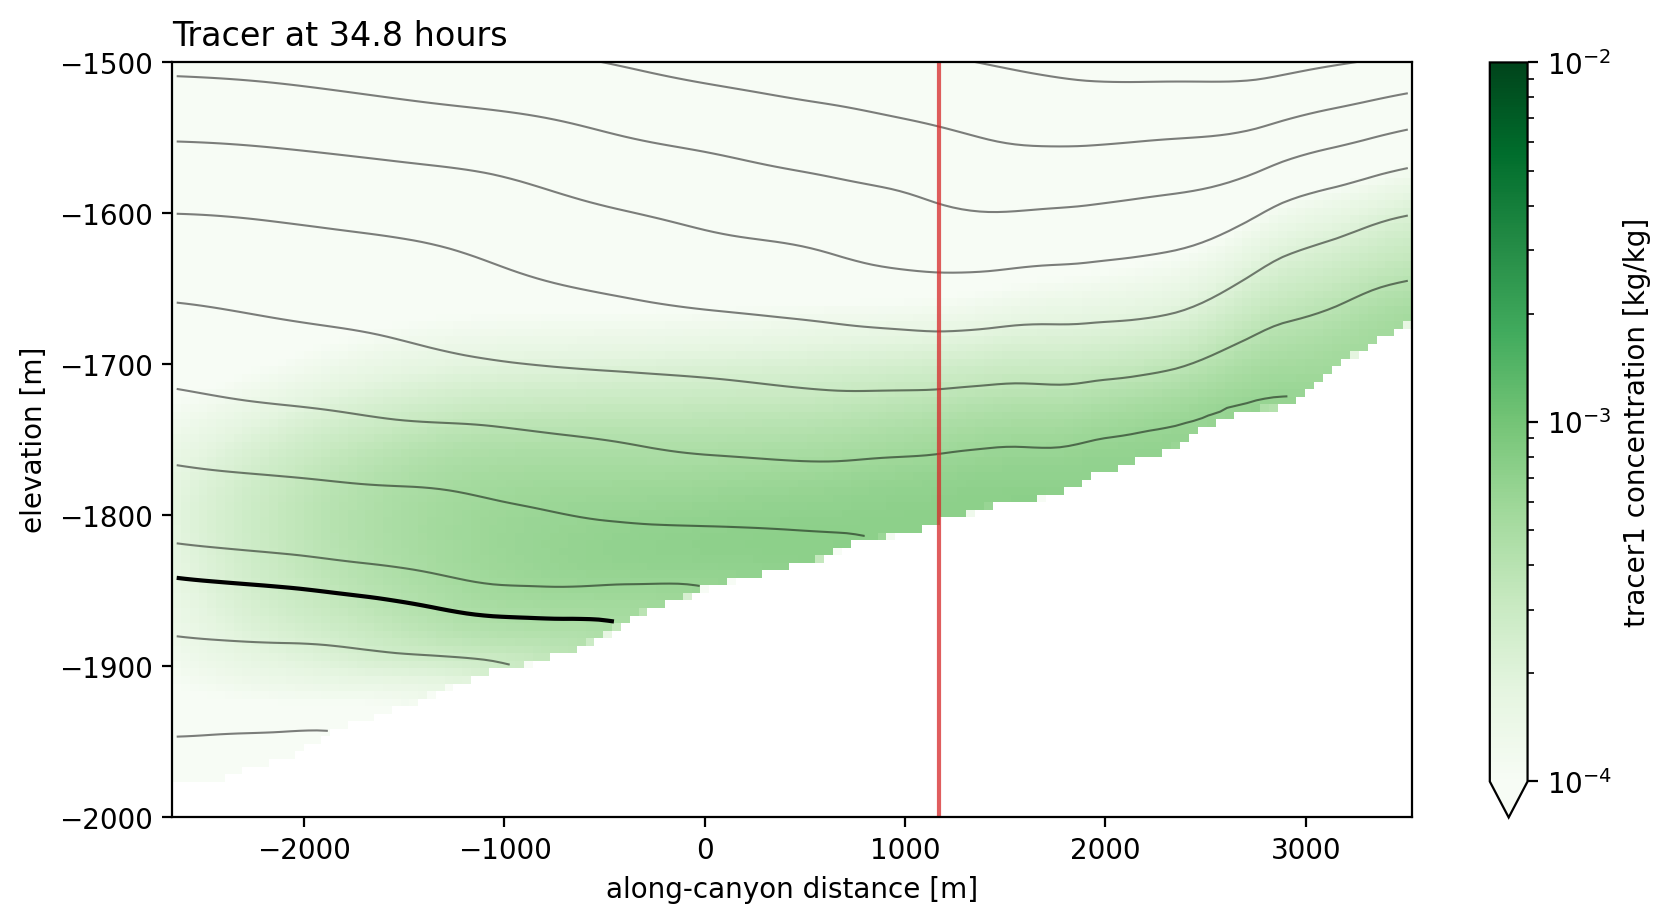 Tracer at 34.8 hours
−1500
−1600
−1700
−1800
−1900
−2000
elevation [m]
−2000 −1000 0 1000 2000 3000
along-canyon distance [m]
10⁻²
10⁻³
10⁻⁴
tracer1 concentration [kg/kg]